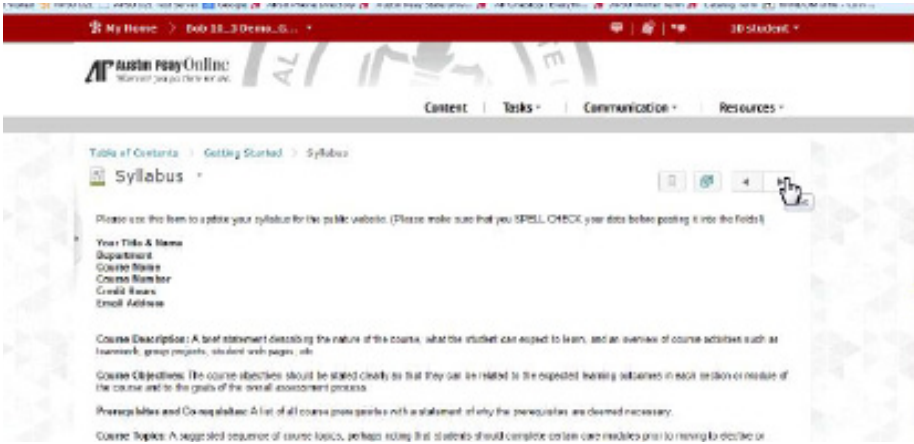 My Home > Bob 10_3 Demo_G...
10 student
AP Austin Peay Online
Content Tasks Communication Resources
Table of Contents > Getting Started > Syllabus
Syllabus
Please use this form to update your syllabus for the public website. (Please make sure that you SPELL CHECK your data before posting it into the fields!)
Your Title & Name
Department
Course Name
Course Number
Credit Hours
Email Address
Course Description: A brief statement describing the nature of the course, what the student can expect to learn, and an overview of course activities such as
teamwork, group projects, student web pages, etc
Course Objectives: The course objectives should be stated clearly so that they can be related to the expected learning outcomes in each section or module of
the course and to the goals of the overall assessment process.
Prerequisites and Co-requisites: A list of all course prerequisites with a statement of why the prerequisites are deemed necessary.
Course Topics: A suggested sequence of course topics, perhaps noting that students should complete certain core modules prior to moving to elective or